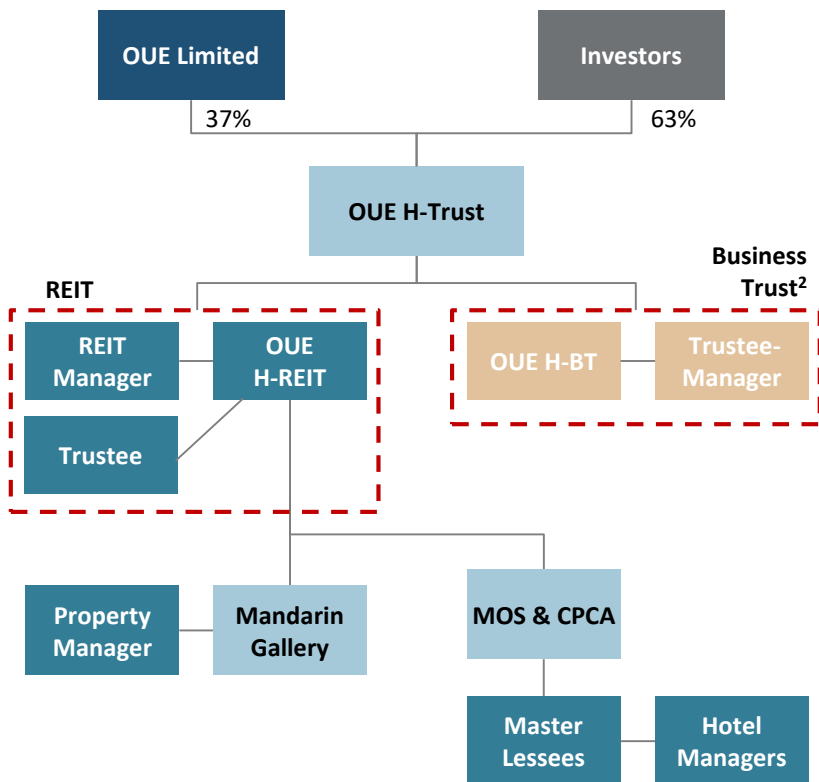 OUE Limited
Investors
37%
63%
OUE H-Trust
REIT
Business
Trust²
REIT
Manager
OUE
H-REIT
OUE H-BT
Trustee-
Manager
Trustee
Property
Manager
Mandarin
Gallery
MOS & CPCA
Master
Lessees
Hotel
Managers